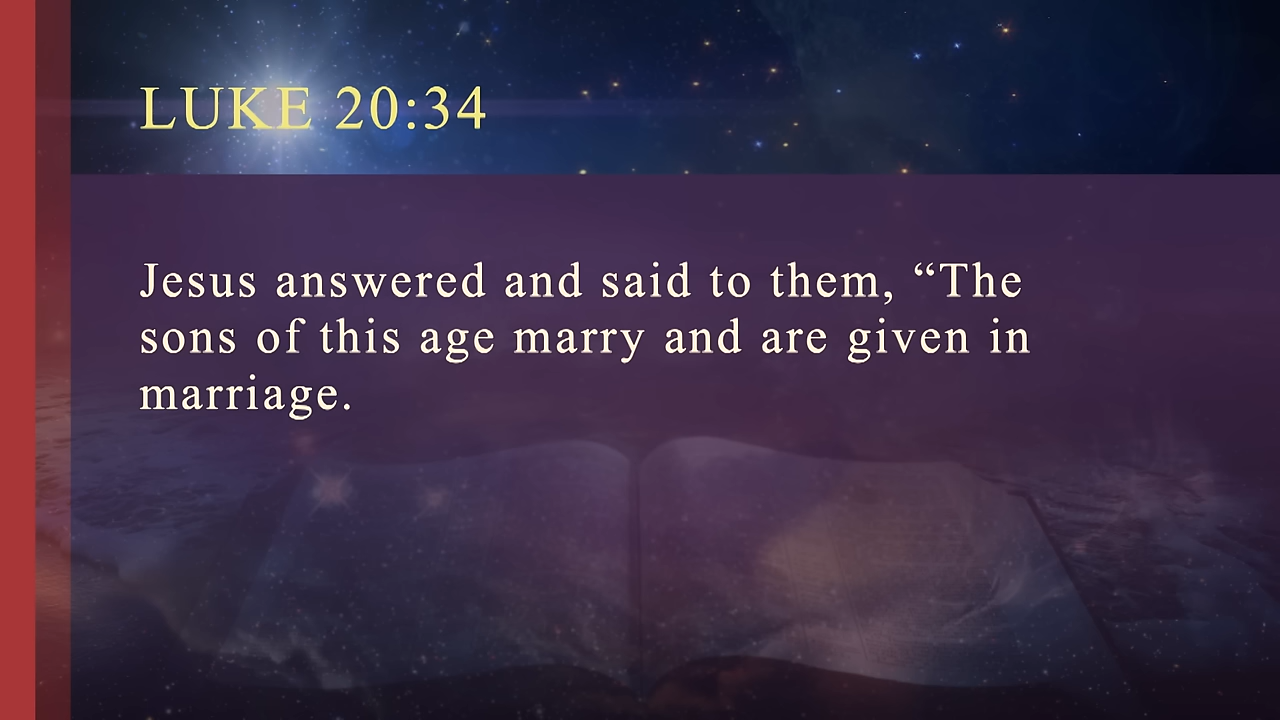 LUKE 20:34
Jesus answered and said to them, “The
sons of this age marry and are given in
marriage.